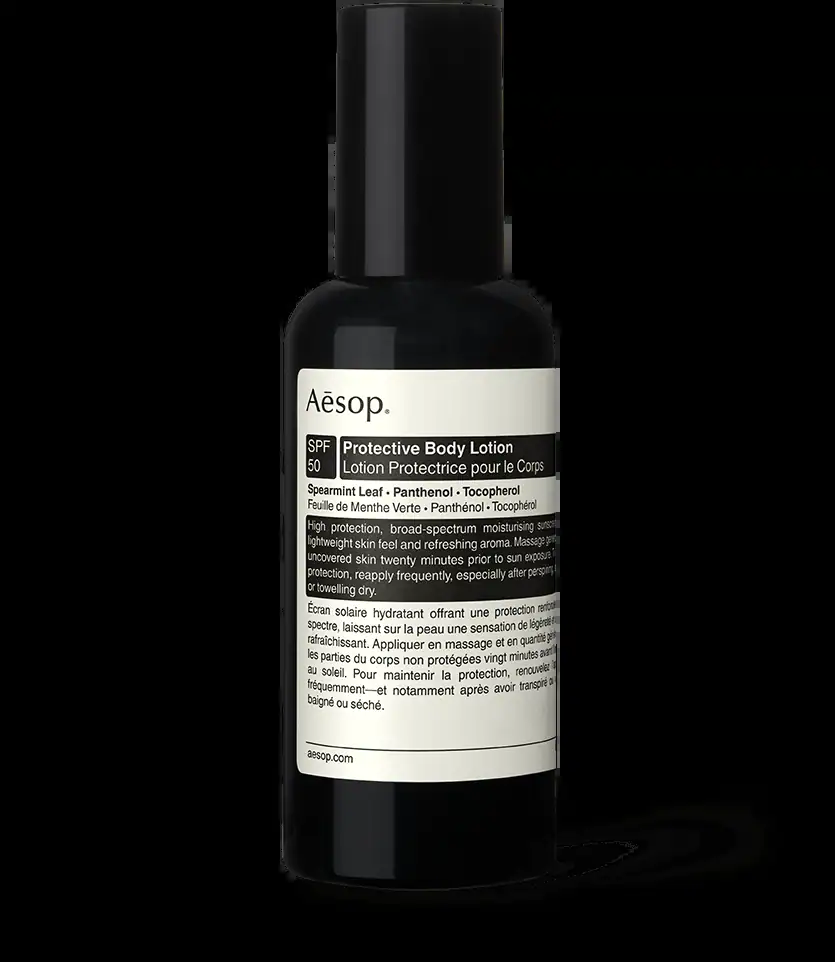 Aēsop.
SPF 50
Protective Body Lotion
Lotion Protectrice pour le Corps
Spearmint Leaf • Panthenol • Tocopherol
Feuille de Menthe Verte • Panthénol • Tocophérol
High protection, broad-spectrum moisturising
lightweight skin feel and refreshing aroma. Massage
uncovered skin twenty minutes prior to sun
protection, reapply frequently, especially after perspiring,
or towelling dry.
Écran solaire hydratant offrant une protection
spectre, laissant sur la peau une sensation de légèreté
rafraîchissant. Appliquer en massage et en quantité
les parties du corps non protégées vingt minutes
au soleil. Pour maintenir la protection, renouvelez
fréquemment—et notamment après avoir transpiré
baigné ou séché.
aesop.com